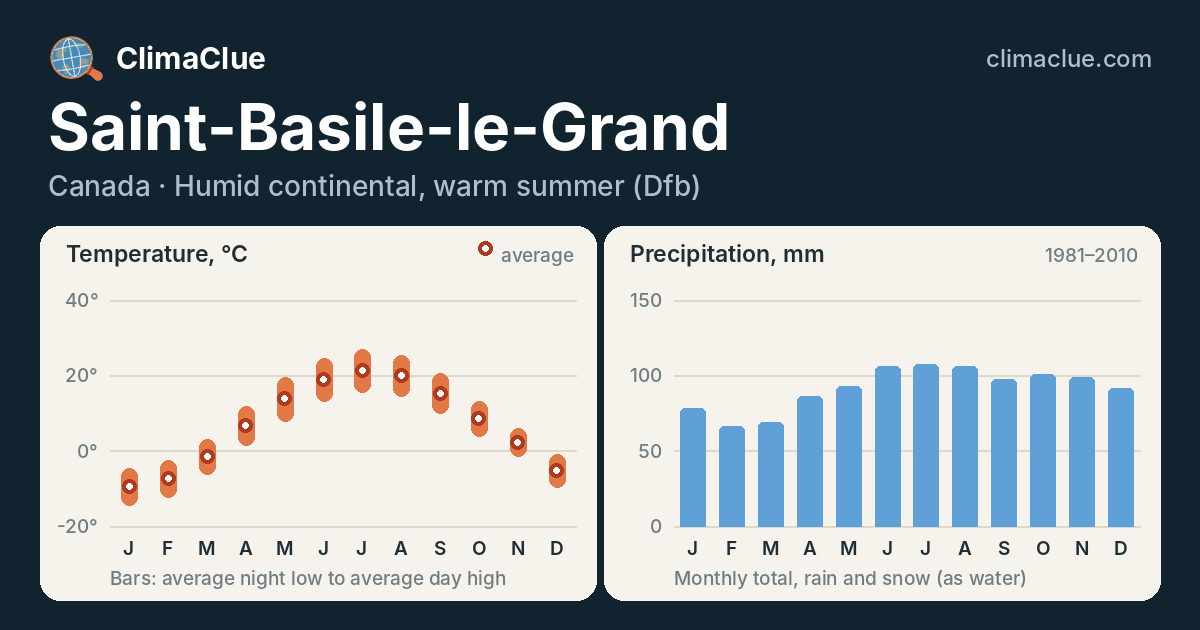 ClimaClue
climaclue.com
Saint-Basile-le-Grand
Canada · Humid continental, warm summer (Dfb)
Temperature, °C
average
40°
20°
0°
-20°
J F M A M J J A S O N D
Bars: average night low to average day high
Precipitation, mm
1981–2010
150
100
50
0
J F M A M J J A S O N D
Monthly total, rain and snow (as water)